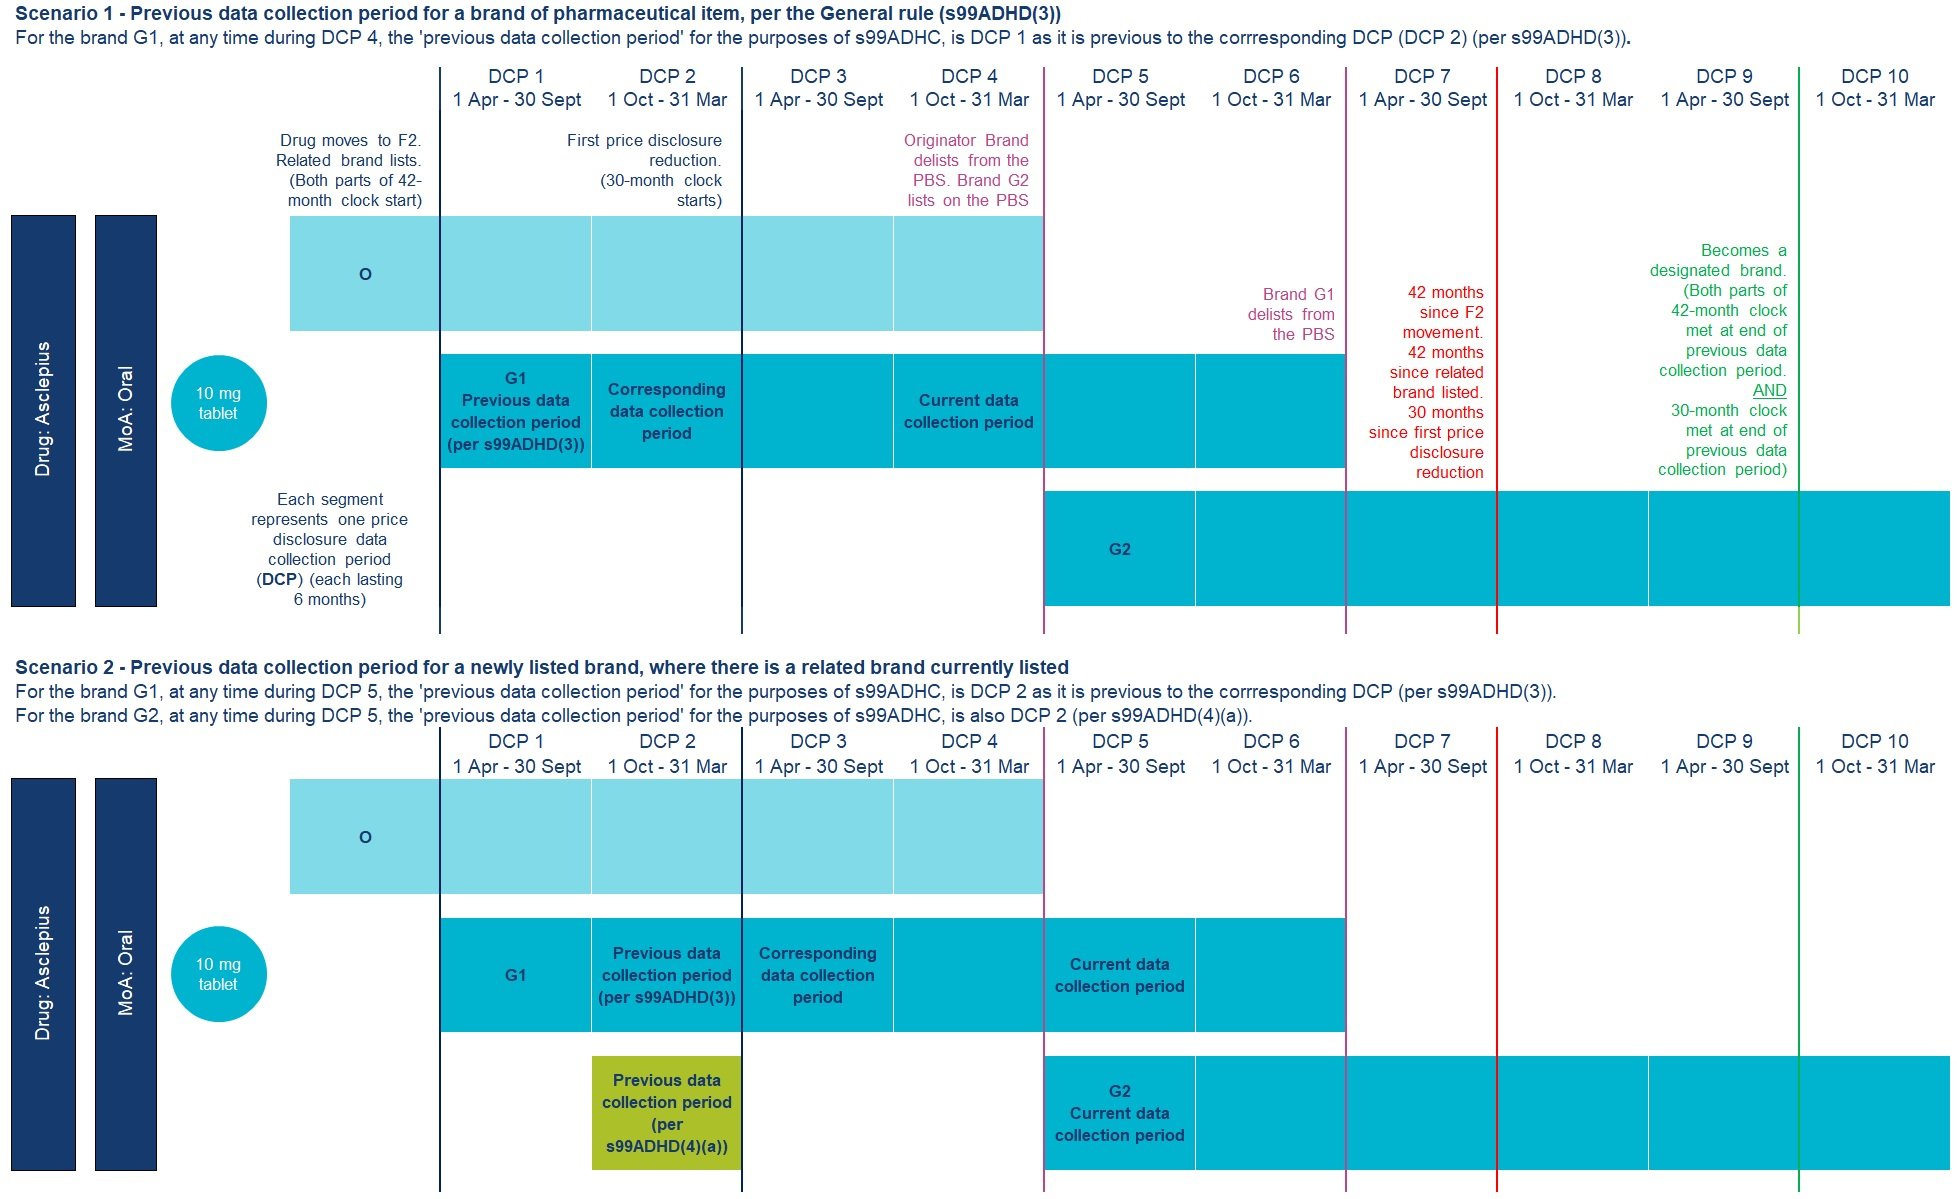 Scenario 1 - Previous data collection period for a brand of pharmaceutical item, per the General rule (s99ADHD(3))
For the brand G1, at any time during DCP 4, the 'previous data collection period' for the purposes of s99ADHC, is DCP 1 as it is previous to the corrresponding DCP (DCP 2) (per s99ADHD(3)).
DCP 1
1 Apr - 30 Sept
DCP 2
1 Oct - 31 Mar
DCP 3
1 Apr - 30 Sept
DCP 4
1 Oct - 31 Mar
DCP 5
1 Apr - 30 Sept
DCP 6
1 Oct - 31 Mar
DCP 7
1 Apr - 30 Sept
DCP 8
1 Oct - 31 Mar
DCP 9
1 Apr - 30 Sept
DCP 10
1 Oct - 31 Mar
Drug moves to F2.
Related brand lists.
(Both parts of 42-
month clock start)
First price disclosure
reduction.
(30-month clock
starts)
Originator Brand
delists from the
PBS. Brand G2
lists on the PBS
Brand G1
delists from
the PBS
42 months
since F2
movement.
42 months
since related
brand listed.
30 months
since first price
disclosure
reduction
Becomes a
designated brand.
(Both parts of
42-month clock
met at end of
previous data
collection period.
AND
30-month clock
met at end of
previous data
collection period)
Drug: Asclepius
MoA: Oral
10 mg
tablet
O
G1
Previous data
collection period
(per s99ADHD(3))
Corresponding
data collection
period
Current data
collection period
Each segment
represents one price
disclosure data
collection period
(DCP) (each lasting
6 months)
G2
Scenario 2 - Previous data collection period for a newly listed brand, where there is a related brand currently listed
For the brand G1, at any time during DCP 5, the 'previous data collection period' for the purposes of s99ADHC, is DCP 2 as it is previous to the corrresponding DCP (per s99ADHD(3)).
For the brand G2, at any time during DCP 5, the 'previous data collection period' for the purposes of s99ADHC, is also DCP 2 (per s99ADHD(4)(a)).
DCP 1
1 Apr - 30 Sept
DCP 2
1 Oct - 31 Mar
DCP 3
1 Apr - 30 Sept
DCP 4
1 Oct - 31 Mar
DCP 5
1 Apr - 30 Sept
DCP 6
1 Oct - 31 Mar
DCP 7
1 Apr - 30 Sept
DCP 8
1 Oct - 31 Mar
DCP 9
1 Apr - 30 Sept
DCP 10
1 Oct - 31 Mar
Drug: Asclepius
MoA: Oral
10 mg
tablet
O
G1
Previous data
collection period
(per s99ADHD(3))
Corresponding
data collection
period
Current data
collection period
Previous data
collection period
(per
s99ADHD(4)(a))
G2
Current data
collection period